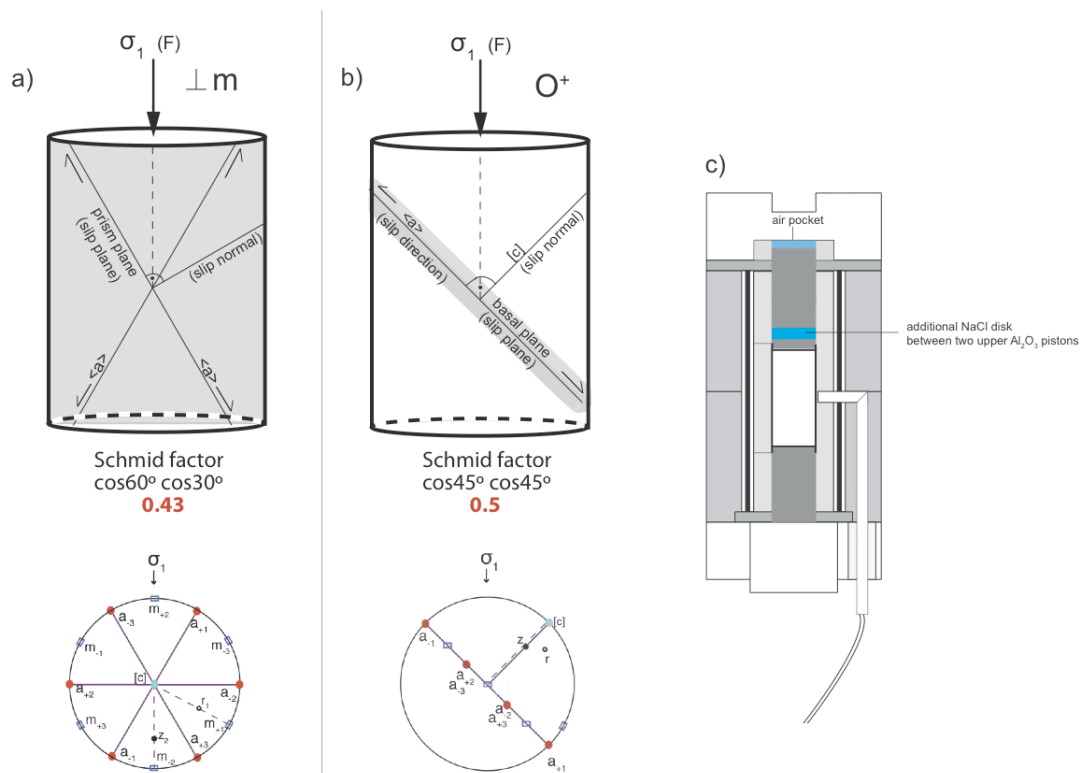 a)
σ1 (F)
⊥ m
prism plane
(silp plane)
(slip normal)
<a>
<a>
Schmid factor
cos60º cos30º
0.43
σ1
m+2
a-3
a+1
m-1
m-3
[c]
a+2
a-2
r1
m+3
m+1
z2
a-1
m-2
a+3
b)
σ1 (F)
O+
<a>
(slip direction)
[c]
(slip normal)
basal plane
(slip plane)
Schmid factor
cos45º cos45º
0.5
σ1
a-1
[c]
z
r
a+2
a-3
a-2
a+3
a+1
c)
air pocket
additional NaCl disk
between two upper Al2O3 pistons